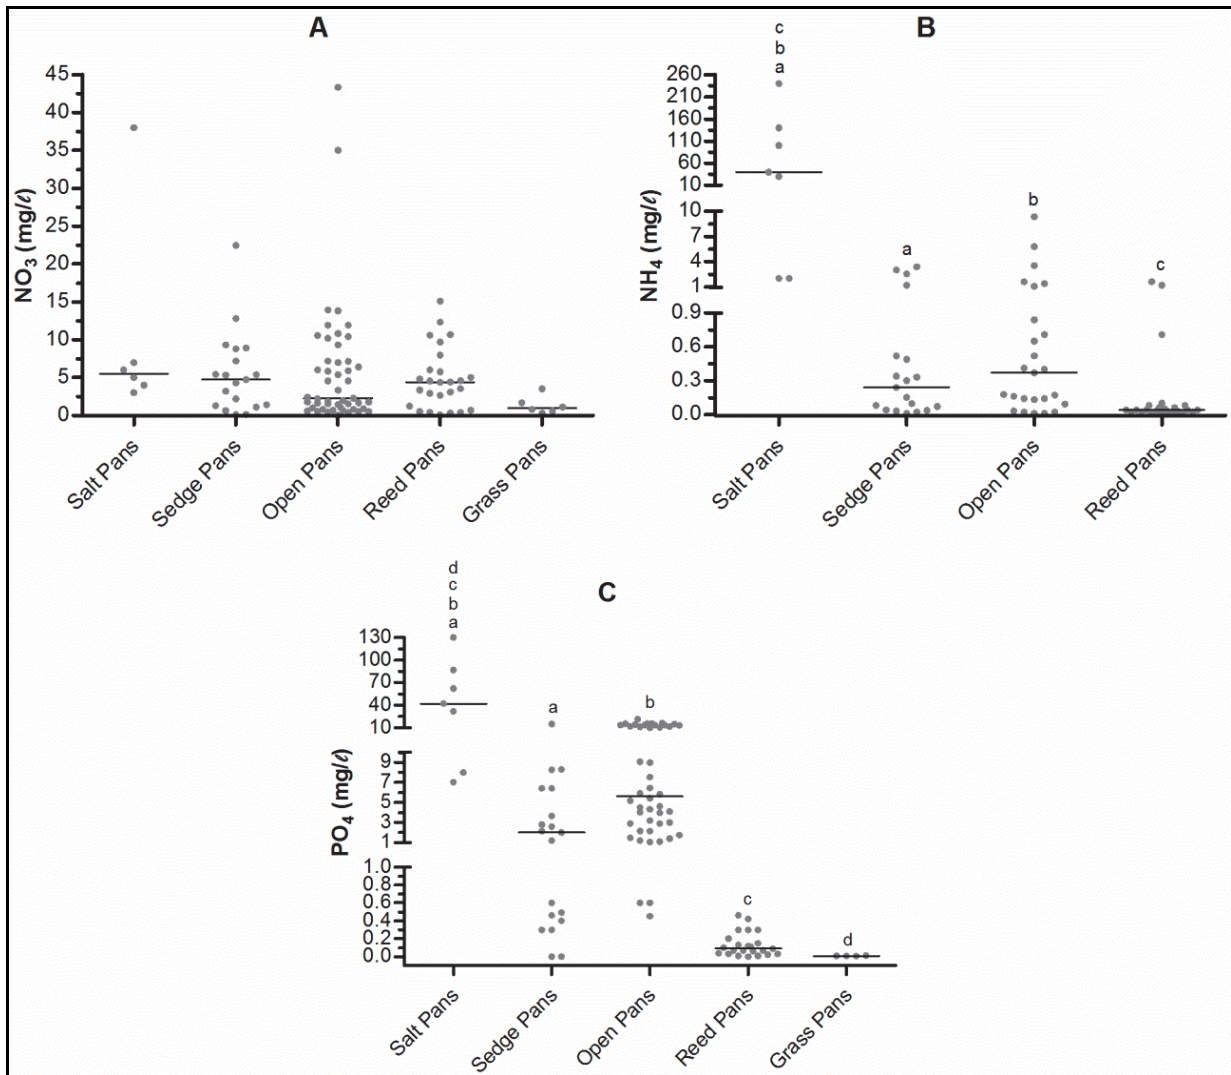 A
NO3 (mg/ℓ)
45
40
35
30
25
20
15
10
5
0
Salt Pans
Sedge Pans
Open Pans
Reed Pans
Grass Pans
B
NH4 (mg/ℓ)
c
b
a
260
210
160
110
60
10
10
7
4
1
0.9
0.6
0.3
0.0
a
b
c
Salt Pans
Sedge Pans
Open Pans
Reed Pans
C
PO4 (mg/ℓ)
d
c
b
a
130
100
70
40
10
9
7
5
3
1
1.0
0.8
0.6
0.4
0.2
0.0
a
b
c
d
Salt Pans
Sedge Pans
Open Pans
Reed Pans
Grass Pans